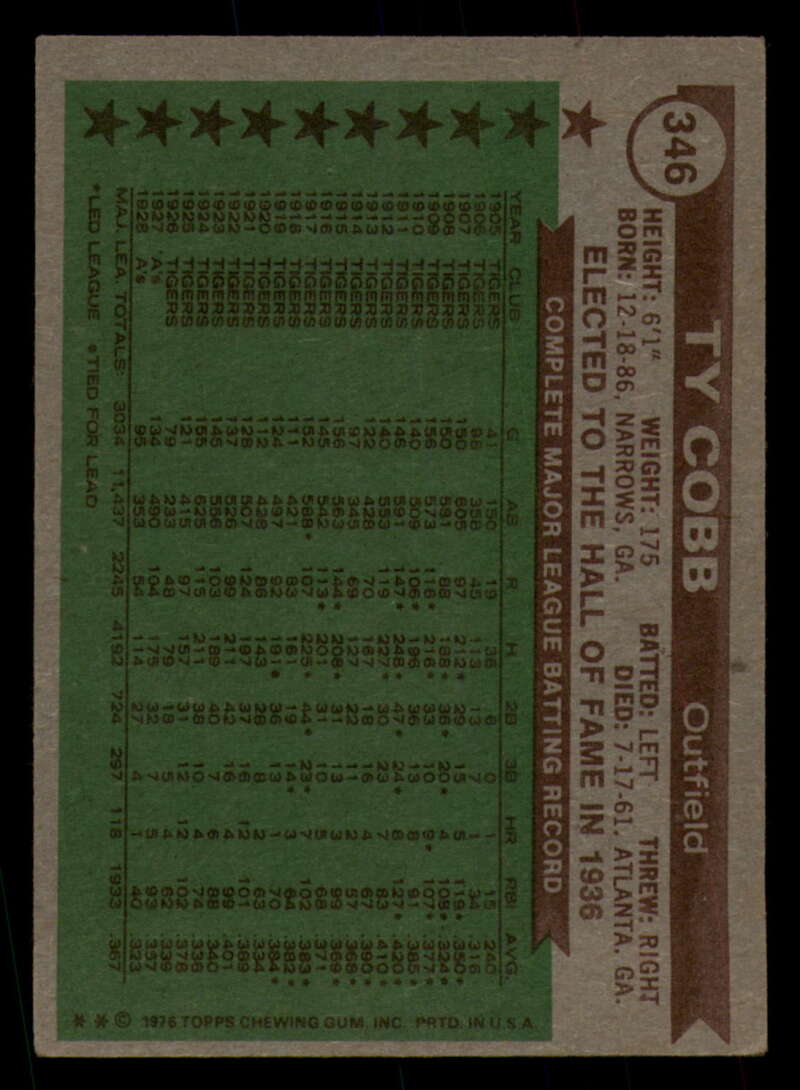 346
TY COBB Outfield
HEIGHT: 6'1" WEIGHT: 175 BATTED: LEFT THREW: RIGHT
BORN: 12-18-86, NARROWS, GA. DIED: 7-17-61, ATLANTA, GA.
ELECTED TO THE HALL OF FAME IN 1936
COMPLETE MAJOR LEAGUE BATTING RECORD
YEAR CLUB G AB R H 2B 3B HR RBI AVG.
1905 TIGERS 41 150 19 36 6 0 1 15 .240
1906 TIGERS 98 45 113 7 1 34 .316
1907 TIGERS 150 605 97 212* 29 15 5 .350*
1908 TIGERS 150 581 88 188* 36* 20* 4 .324*
1909 TIGERS 156 573 116* 216* 33 10 9* 107* .377*
1910 TIGERS 140 509 106* 196 36 13 8 91 .385*
1911 TIGERS 146 591 147* 248* 47* 24* 8 .420*
1912 TIGERS 140 553 119 227* 30 23 7 .410*
1913 TIGERS 122 428 70 167 18 16 4 67 .390*
1914 TIGERS 97 345 69 127 22 11 2 57 .368*
1915 TIGERS 156 563 144* 208* 31 13 3 99 .369*
1916 TIGERS 145 542 113* 201 31 10 5 68 .371
1917 TIGERS 152 588* 107 225* 44* 23* 7 102 .383*
1918 TIGERS 111 421 83 161 19 14* 3 64 .382*
1919 TIGERS 124 497 92 191* 36 13 1 70 .384*
1920 TIGERS 112 86 143 28 8 2 63 .334
1921 TIGERS 128 507 124 197 37 16 12 101 .389
1922 TIGERS 137 526 99 211 42 16 4 99 .401
1923 TIGERS 145 556 103 189 40 7 6 88 .340
1924 TIGERS 155 625 115 211 38 10 4 74 .338
1925 TIGERS 121 415 97 157 31 12 12 102 .378
1926 TIGERS 79 233 48 79 18 5 4 62 .339
1927 'A's 134 490 104 175 32 7 5 93 .357
1928 A's 95 353 54 114 27 4 1 40 .323
MAJ. LEA. TOTALS: 3034 11,437 2245 4192 724 297 118 1933 .367
*LED LEAGUE •TIED FOR LEAD
* * © 1976 TOPPS CHEWING GUM, INC. PRTD. IN U.S.A.